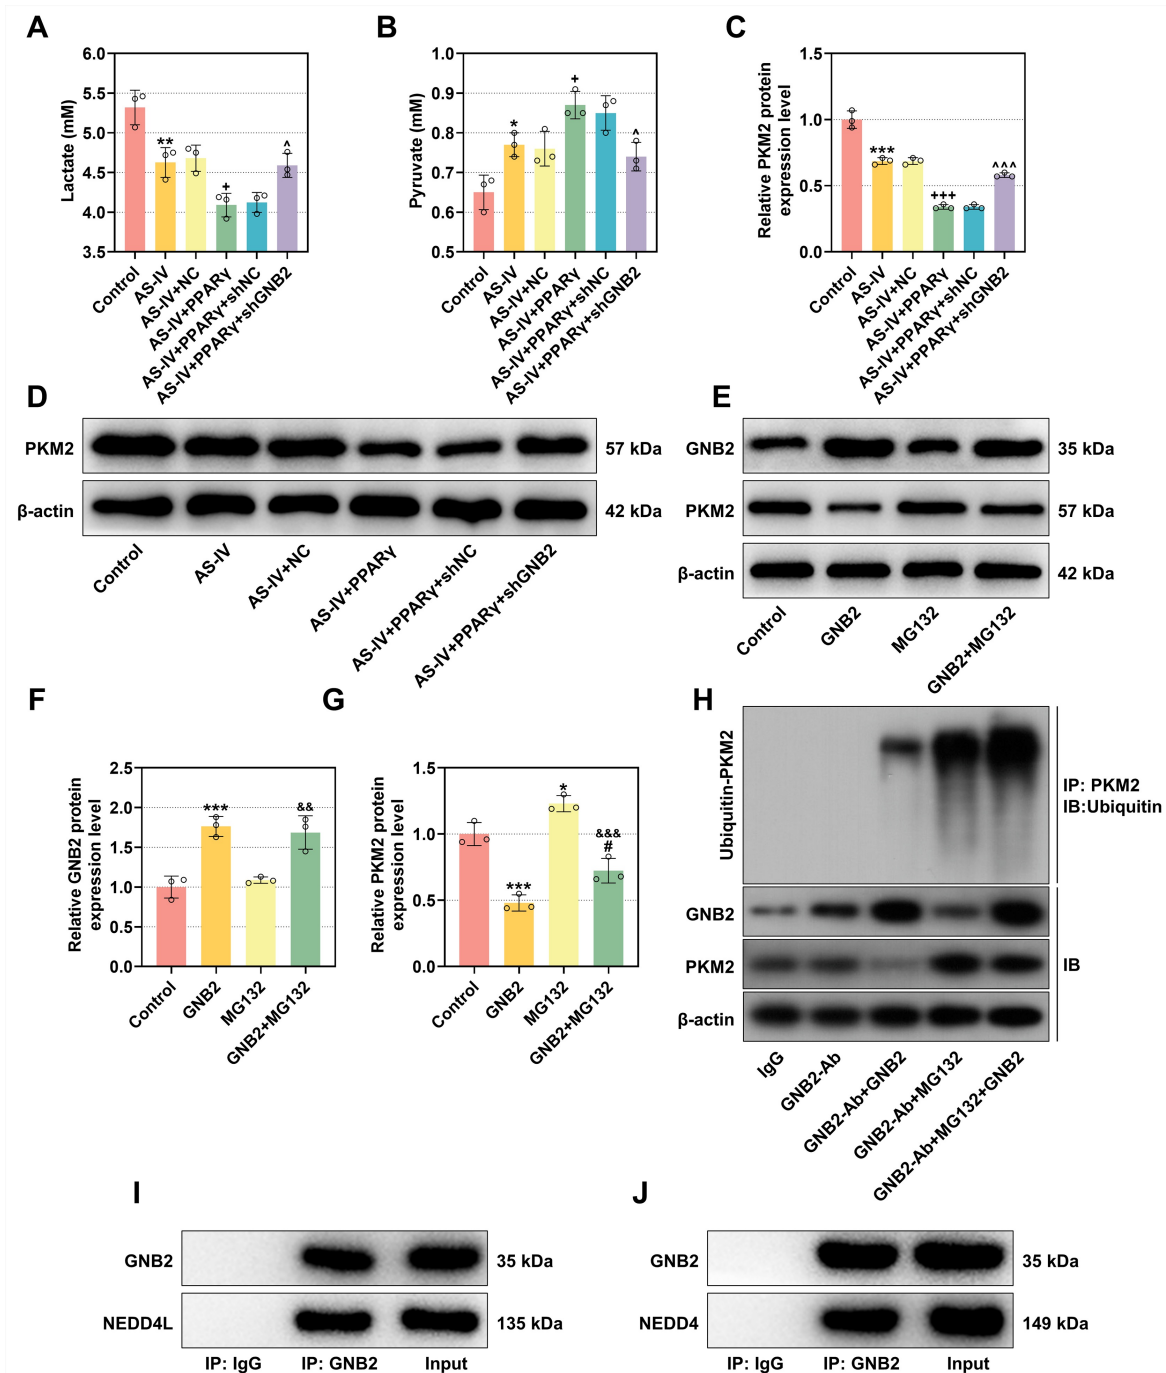 A
Lactate (mM)
6.0
5.5
5.0
4.5
4.0
3.5
**
+
^
Control
AS-IV
AS-IV+NC
AS-IV+PPARγ
AS-IV+PPARγ+shNC
AS-IV+PPARγ+shGNB2
B
Pyruvate (mM)
1.0
0.9
0.8
0.7
0.6
0.5
*
+
^
Control
AS-IV
AS-IV+NC
AS-IV+PPARγ
AS-IV+PPARγ+shNC
AS-IV+PPARγ+shGNB2
C
Relative PKM2 protein
expression level
1.5
1.0
0.5
0.0
***
+++
^^^
Control
AS-IV
AS-IV+NC
AS-IV+PPARγ
AS-IV+PPARγ+shNC
AS-IV+PPARγ+shGNB2
D
PKM2
57 kDa
β-actin
42 kDa
Control
AS-IV
AS-IV+NC
AS-IV+PPARγ
AS-IV+PPARγ+shNC
AS-IV+PPARγ+shGNB2
E
GNB2
35 kDa
PKM2
57 kDa
β-actin
42 kDa
Control
GNB2
MG132
GNB2+MG132
F
Relative GNB2 protein
expression level
2.5
2.0
1.5
1.0
0.5
0.0
***
&&
Control
GNB2
MG132
GNB2+MG132
G
Relative PKM2 protein
expression level
1.5
1.0
0.5
0.0
***
*
&&&
#
Control
GNB2
MG132
GNB2+MG132
H
Ubiquitin-PKM2
IP: PKM2
IB:Ubiquitin
GNB2
PKM2
IB
β-actin
IgG
GNB2-Ab
GNB2-Ab+GNB2
GNB2-Ab+MG132
GNB2-Ab+MG132+GNB2
I
GNB2
35 kDa
NEDD4L
135 kDa
IP: IgG
IP: GNB2
Input
J
GNB2
35 kDa
NEDD4
149 kDa
IP: IgG
IP: GNB2
Input